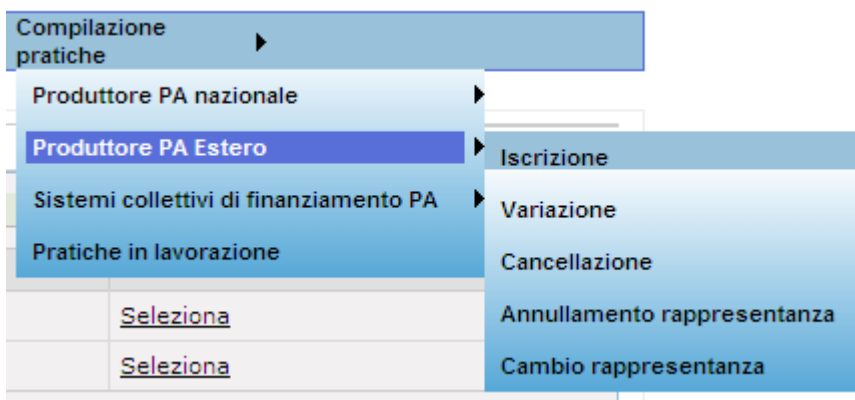 Compilazione
pratiche
Produttore PA nazionale
Produttore PA Estero
Iscrizione
Sistemi collettivi di finanziamento PA
Variazione
Pratiche in lavorazione
Cancellazione
Seleziona
Annullamento rappresentanza
Seleziona
Cambio rappresentanza